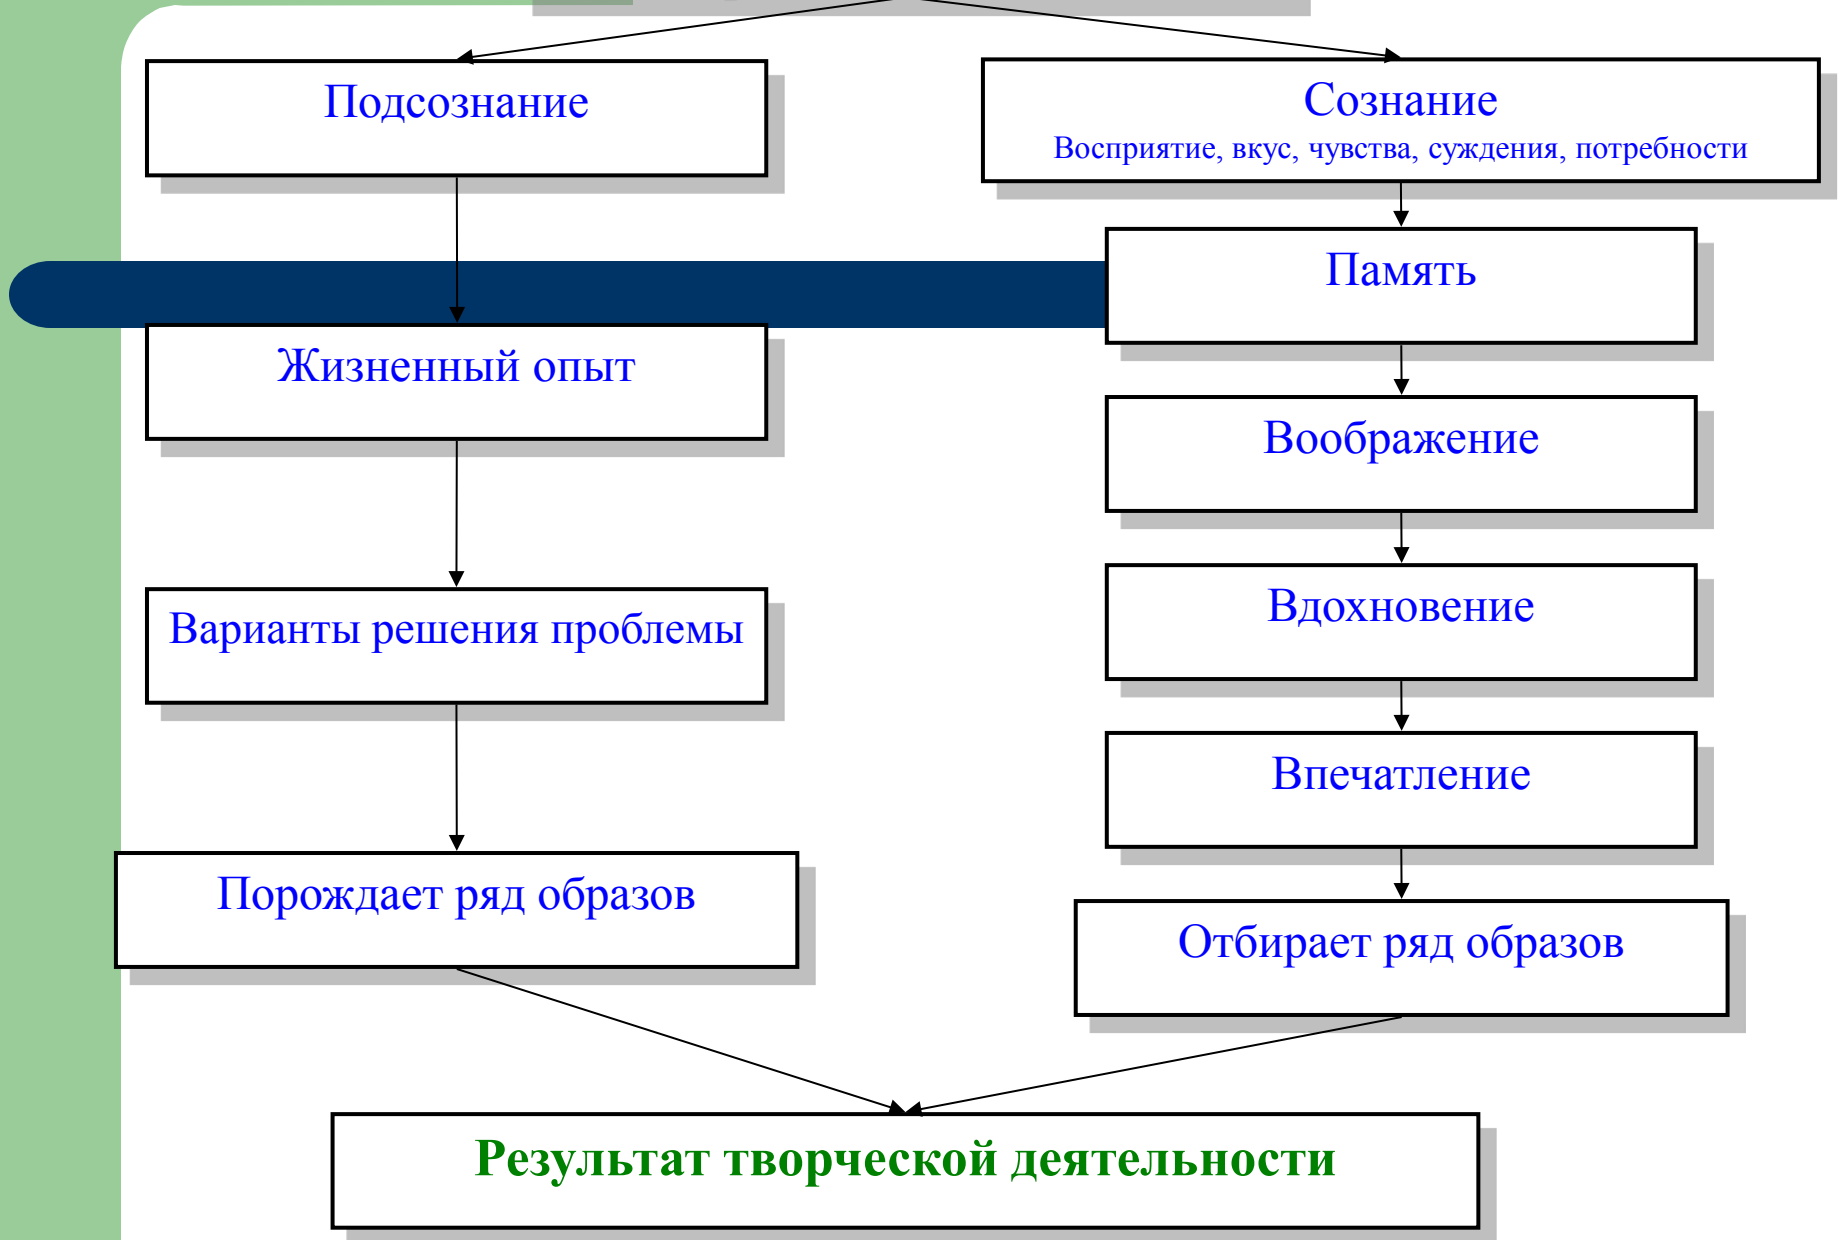 Подсознание
Жизненный опыт
Варианты решения проблемы
Порождает ряд образов
Сознание
Восприятие, вкус, чувства, суждения, потребности
Память
Воображение
Вдохновение
Впечатление
Отбирает ряд образов
Результат творческой деятельности